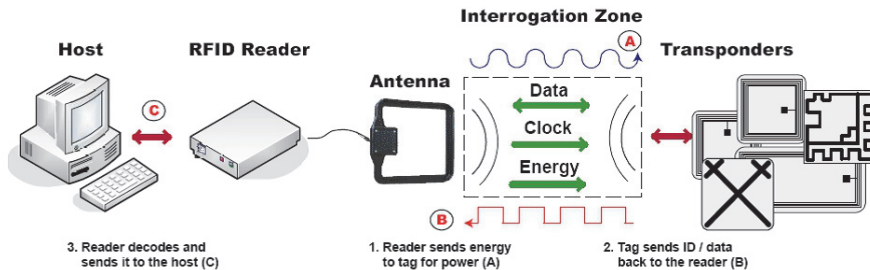 Interrogation Zone
Host
RFID Reader
A
Transponders
Antenna
Data
C
Clock
Energy
B
3. Reader decodes and
sends it to the host (C)
1. Reader sends energy
to tag for power (A)
2. Tag sends ID / data
back to the reader (B)